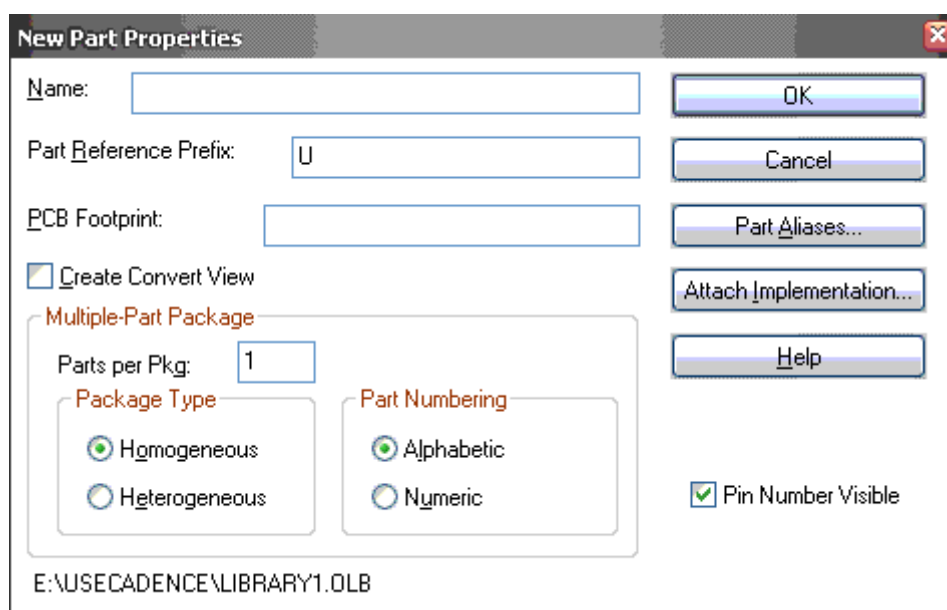 New Part Properties
Name:
OK
Part Reference Prefix: U
Cancel
PCB Footprint:
Part Aliases...
Create Convert View
Attach Implementation...
Multiple-Part Package
Parts per Pkg: 1
Help
Package Type
Part Numbering
Homogeneous
Alphabetic
Heterogeneous
Numeric
Pin Number Visible
E:\USECADENCE\LIBRARY1.OLB